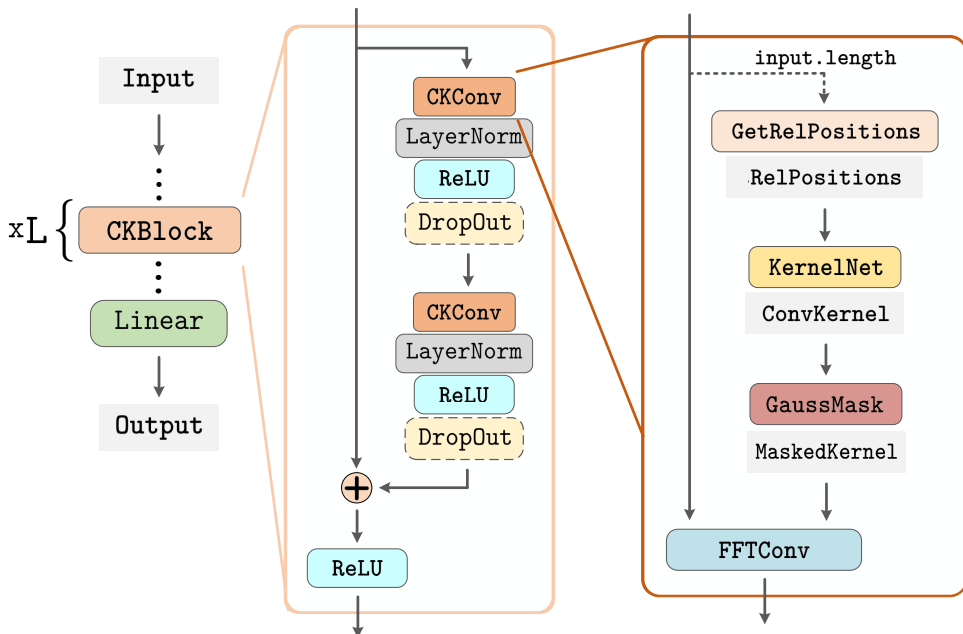 Input
xL
CKBlock
Linear
Output
CKConv
LayerNorm
ReLU
DropOut
CKConv
LayerNorm
ReLU
DropOut
+
ReLU
input.length
GetRelPositions
RelPositions
KernelNet
ConvKernel
GaussMask
MaskedKernel
FFTConv